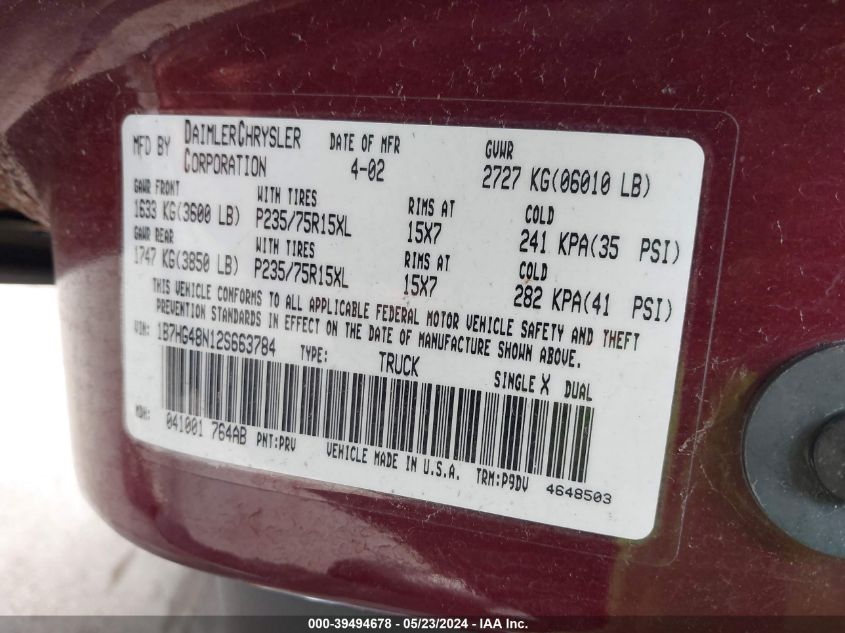 MFD BY DAIMLERCHRYSLER CORPORATION DATE OF MFR 4-02 GVWR 2727 KG(06010 LB)
GAWR FRONT WITH TIRES RIMS AT COLD
1633 KG(3600 LB) P235/75R15XL 15X7 241 KPA(35 PSI)
GAWR REAR WITH TIRES RIMS AT COLD
1747 KG(3850 LB) P235/75R15XL 15X7 282 KPA(41 PSI)
THIS VEHICLE CONFORMS TO ALL APPLICABLE FEDERAL MOTOR VEHICLE SAFETY AND THEFT
PREVENTION STANDARDS IN EFFECT ON THE DATE OF MANUFACTURE SHOWN ABOVE.
VIN: 1B7HG48N12S663784 TYPE: TRUCK SINGLE X DUAL
MDH: 041001 764AB PNT:PRV VEHICLE MADE IN U.S.A. TRM:P9DV 4648503
000-39494678 - 05/23/2024 - IAA Inc.